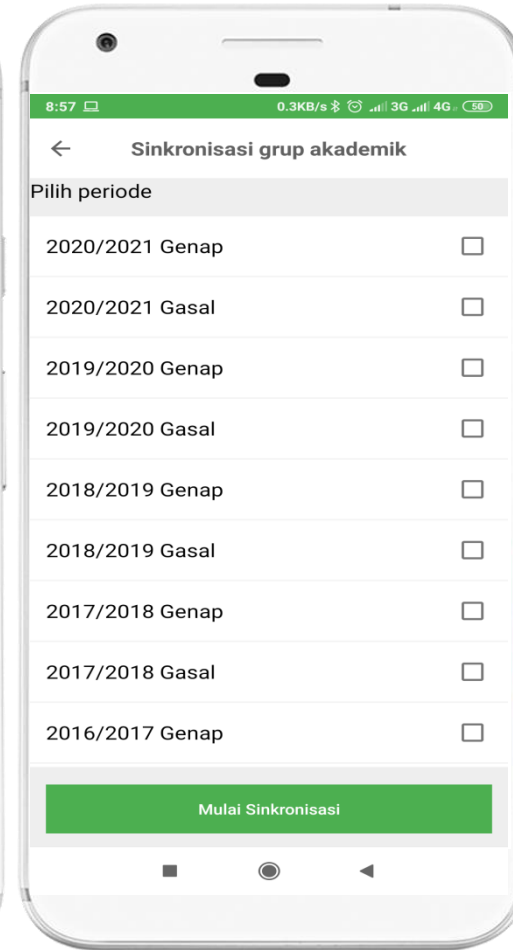 8:57 0.3KB/s 3G 4G 50
Sinkronisasi grup akademik
Pilih periode
2020/2021 Genap
2020/2021 Gasal
2019/2020 Genap
2019/2020 Gasal
2018/2019 Genap
2018/2019 Gasal
2017/2018 Genap
2017/2018 Gasal
2016/2017 Genap
Mulai Sinkronisasi